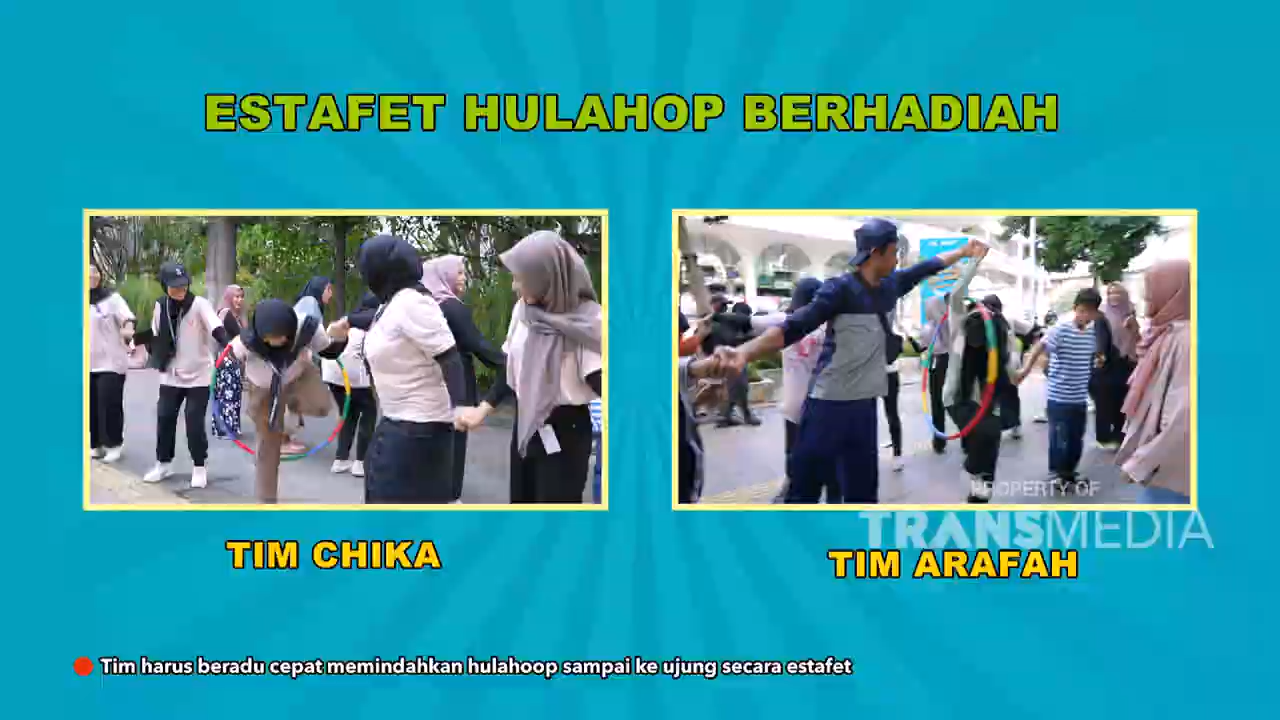 ESTAFET HULAHOP BERHADIAH
PROPERTY OF
TRANSMEDIA
TIM CHIKA
TIM ARAFAH
Tim harus beradu cepat memindahkan hulahoop sampai ke ujung secara estafet